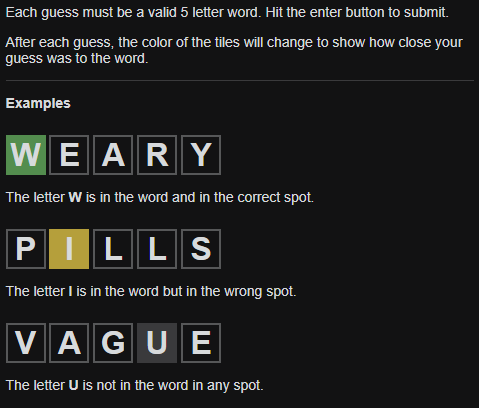 Each guess must be a valid 5 letter word. Hit the enter button to submit.
After each guess, the color of the tiles will change to show how close your
guess was to the word.
Examples
W E A R Y
The letter W is in the word and in the correct spot.
P I L L S
The letter I is in the word but in the wrong spot.
V A G U E
The letter U is not in the word in any spot.